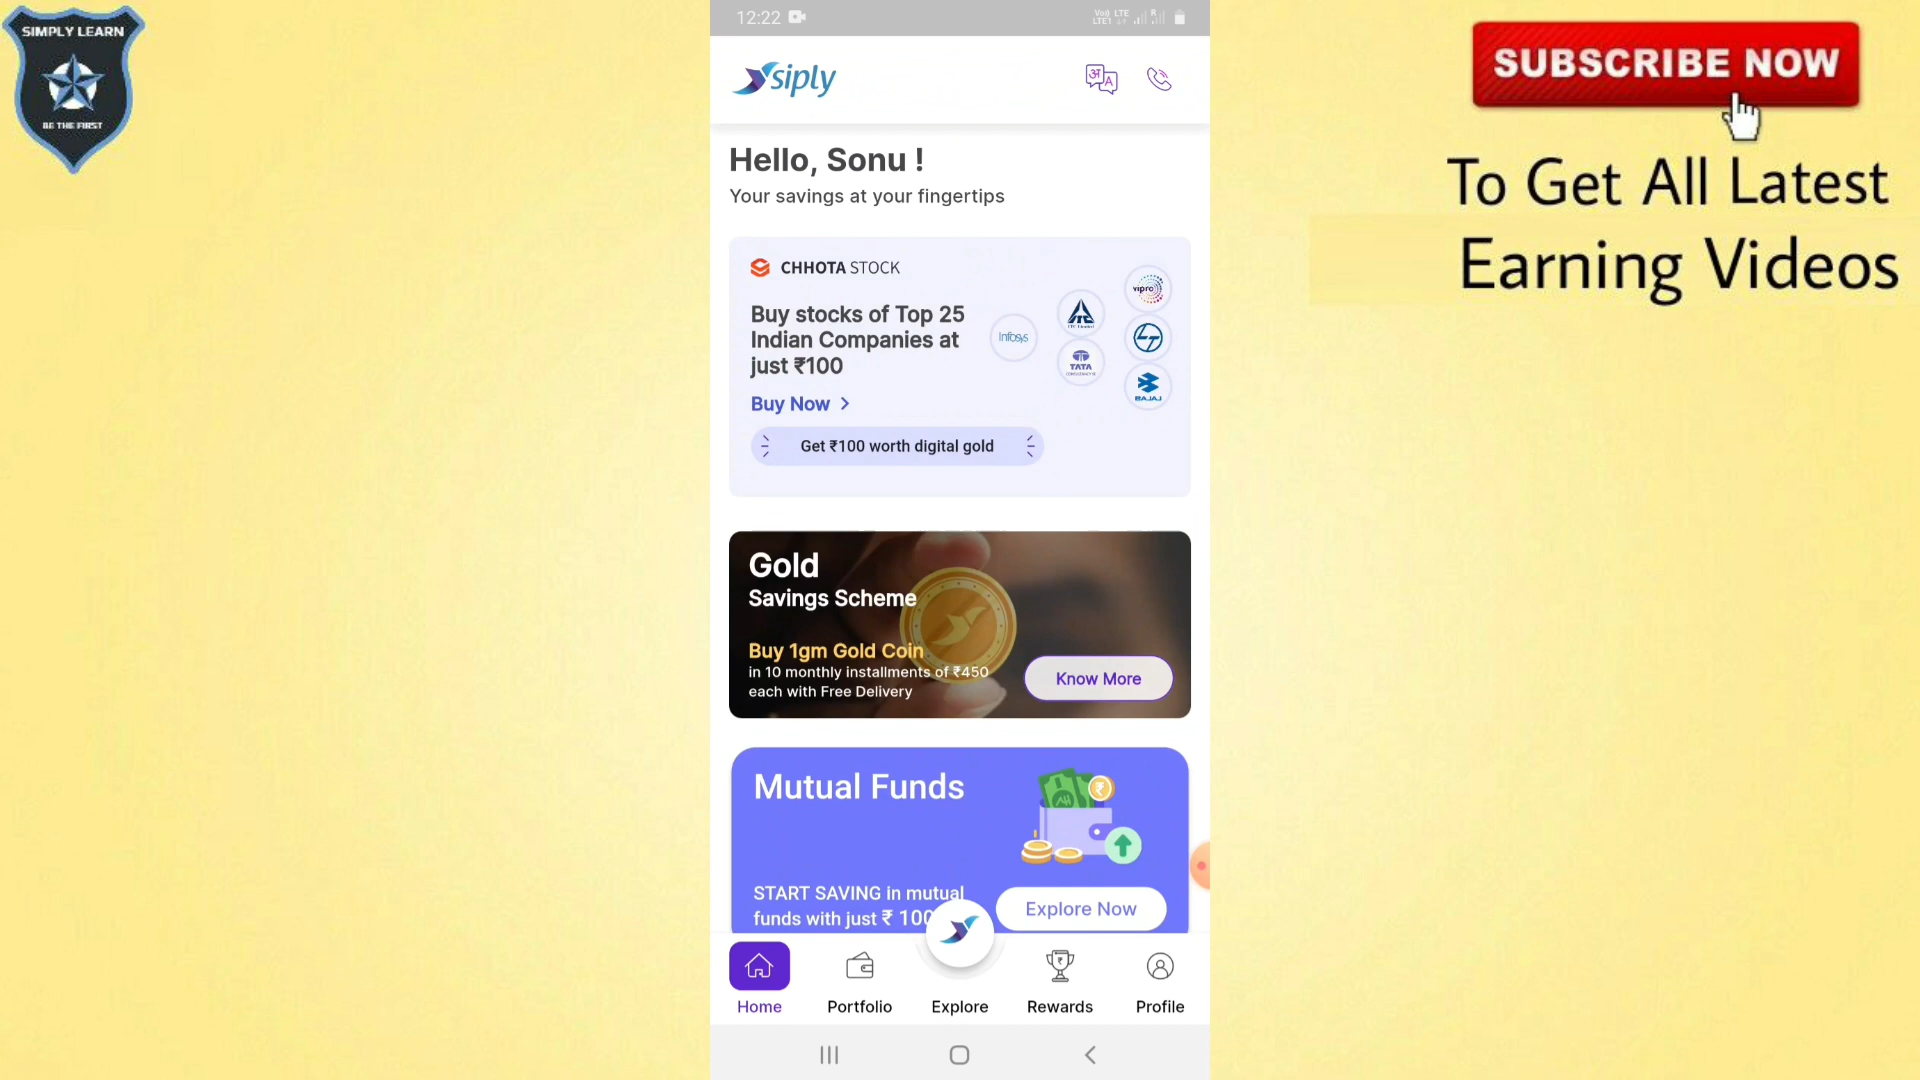 SIMPLY LEARN
BE THE FIRST
12:22
siply
अ A
Hello, Sonu !
Your savings at your fingertips
CHHOTA STOCK
Buy stocks of Top 25
Indian Companies at
just ₹100
Buy Now
Get ₹100 worth digital gold
Infosys
ITC Limited
TATA
wipro
BAJAJ
Gold
Savings Scheme
Buy 1gm Gold Coin
in 10 monthly installments of ₹450
each with Free Delivery
Know More
Mutual Funds
START SAVING in mutual
funds with just ₹ 100
Explore Now
Home
Portfolio
Explore
Rewards
Profile
SUBSCRIBE NOW
To Get All Latest
Earning Videos